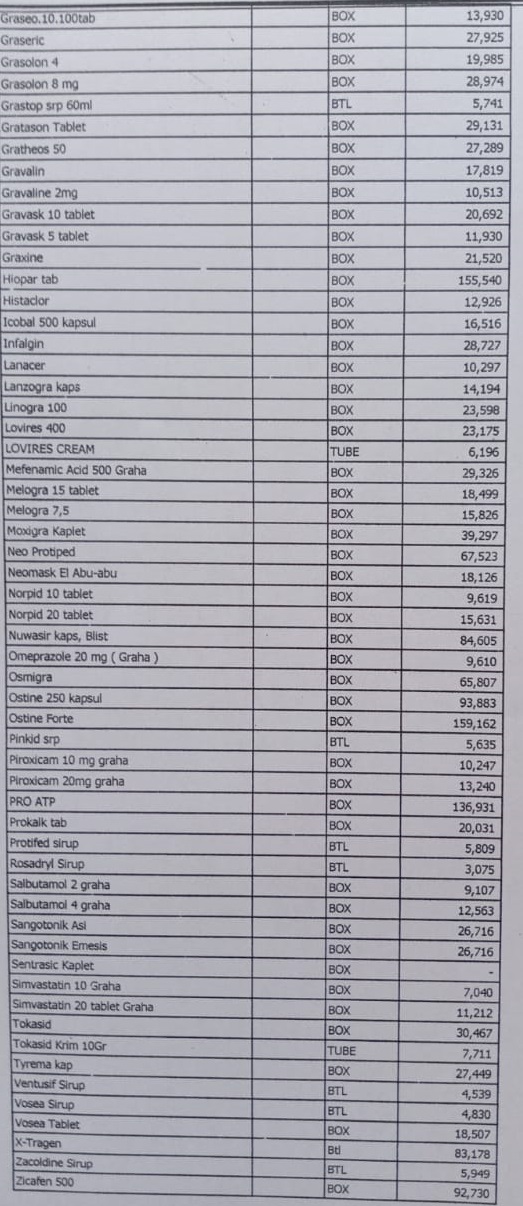 Graseo.10.100tab BOX 13,930
Graseric BOX 27,925
Grasolon 4 BOX 19,985
Grasolon 8 mg BOX 28,974
Grastop srp 60ml BTL 5,741
Gratason Tablet BOX 29,131
Gratheos 50 BOX 27,289
Gravalin BOX 17,819
Gravaline 2mg BOX 10,513
Gravask 10 tablet BOX 20,692
Gravask 5 tablet BOX 11,930
Graxine BOX 21,520
Hiopar tab BOX 155,540
Histaclor BOX 12,926
Icobal 500 kapsul BOX 16,516
Infalgin BOX 28,727
Lanacer BOX 10,297
Lanzogra kaps BOX 14,194
Linogra 100 BOX 23,598
Lovires 400 BOX 23,175
LOVIRES CREAM TUBE 6,196
Mefenamic Acid 500 Graha BOX 29,326
Melogra 15 tablet BOX 18,499
Melogra 7,5 BOX 15,826
Moxigra Kaplet BOX 39,297
Neo Protiped BOX 67,523
Neomask El Abu-abu BOX 18,126
Norpid 10 tablet BOX 9,619
Norpid 20 tablet BOX 15,631
Nuwasir kaps, Blist BOX 84,605
Omeprazole 20 mg ( Graha ) BOX 9,610
Osmigra BOX 65,807
Ostine 250 kapsul BOX 93,883
Ostine Forte BOX 159,162
Pinkid srp BTL 5,635
Piroxicam 10 mg graha BOX 10,247
Piroxicam 20mg graha BOX 13,240
PRO ATP BOX 136,931
Prokalk tab BOX 20,031
Protifed sirup BTL 5,809
Rosadryl Sirup BTL 3,075
Salbutamol 2 graha BOX 9,107
Salbutamol 4 graha BOX 12,563
Sangotonik Asi BOX 26,716
Sangotonik Emesis BOX 26,716
Sentrasic Kaplet BOX -
Simvastatin 10 Graha BOX 7,040
Simvastatin 20 tablet Graha BOX 11,212
Tokasid BOX 30,467
Tokasid Krim 10Gr TUBE 7,711
Tyrema kap BOX 27,449
Ventusif Sirup BTL 4,539
Vosea Sirup BTL 4,830
Vosea Tablet BOX 18,507
X-Tragen Btl 83,178
Zacoldine Sirup BTL 5,949
Zicafen 500 BOX 92,730